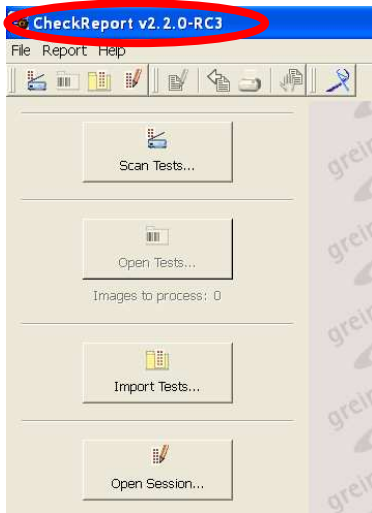 CheckReport v2.2.0-RC3
File Report Help
Scan Tests...
Open Tests...
Images to process: 0
Import Tests...
Open Session...